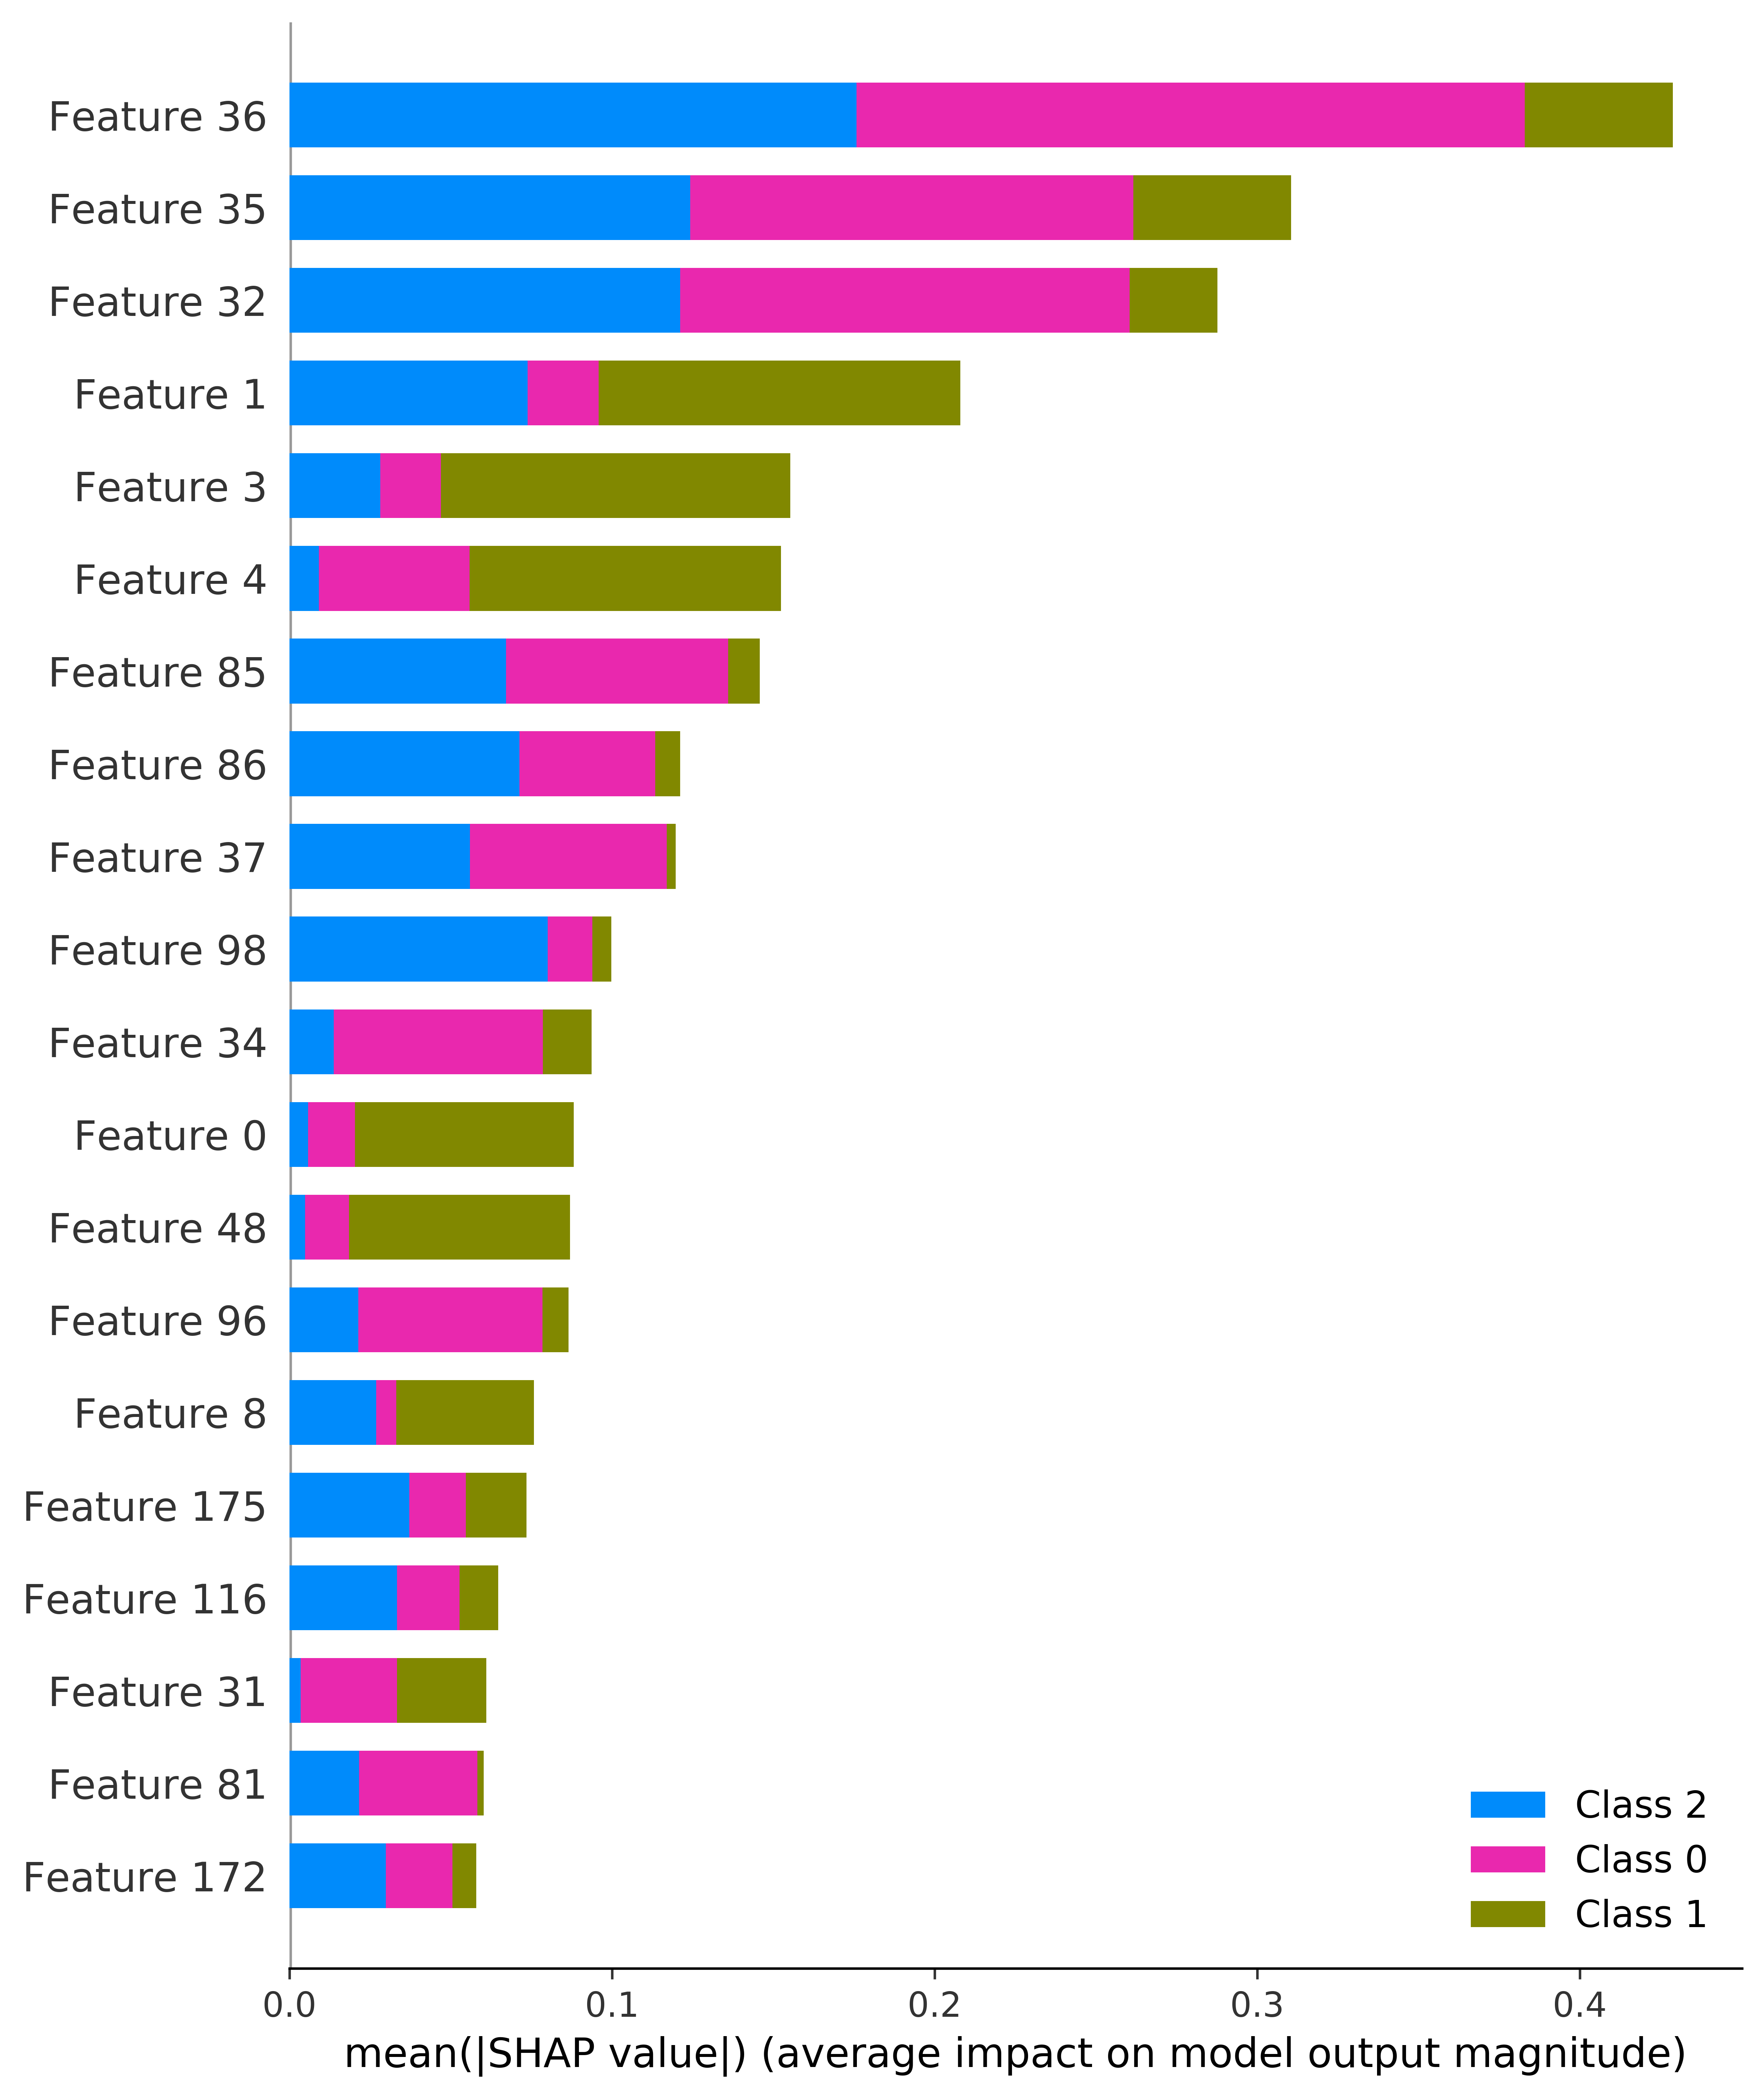 Feature 36
Feature 35
Feature 32
Feature 1
Feature 3
Feature 4
Feature 85
Feature 86
Feature 37
Feature 98
Feature 34
Feature 0
Feature 48
Feature 96
Feature 8
Feature 175
Feature 116
Feature 31
Feature 81
Feature 172
Class 2
Class 0
Class 1
0.0 0.1 0.2 0.3 0.4
mean(|SHAP value|) (average impact on model output magnitude)